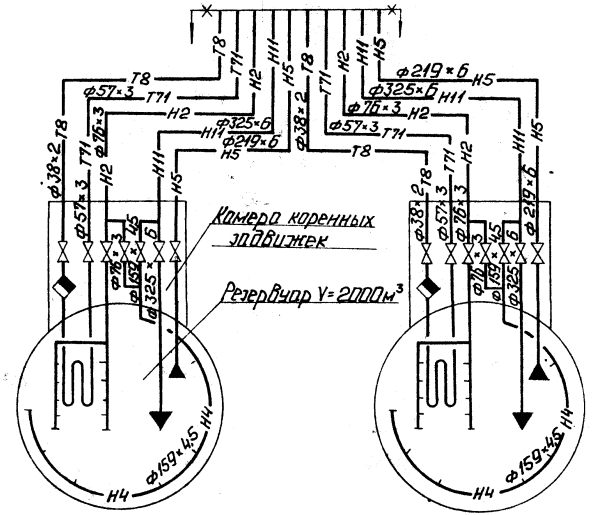 Т8
Т71
Н2
Н11
Н5
Т8
Т71
Н2
Н11
Н5
Т8
ф57×3
Т71
Н2
ф325×6
Н11
ф219×6
Н5
ф219×6
Н5
ф325×6
Н11
ф76×3
Н2
ф57×3
Т71
Т8
ф38×2
ф76×3
Т8
Т71
Н2
Н11
Н5
ф38×2
ф57×3
ф76×3
ф159×4,5
ф325×6
Камера коренных
задвижек
Резервуар V=2000м³
Т8
Т71
Н2
Н11
Н5
ф38×2
ф57×3
ф76×3
ф219×6
ф76×3
ф159×4,5
ф325×6
Н4
ф159×4,5
Н4
Н4
ф159×4,5
Н4